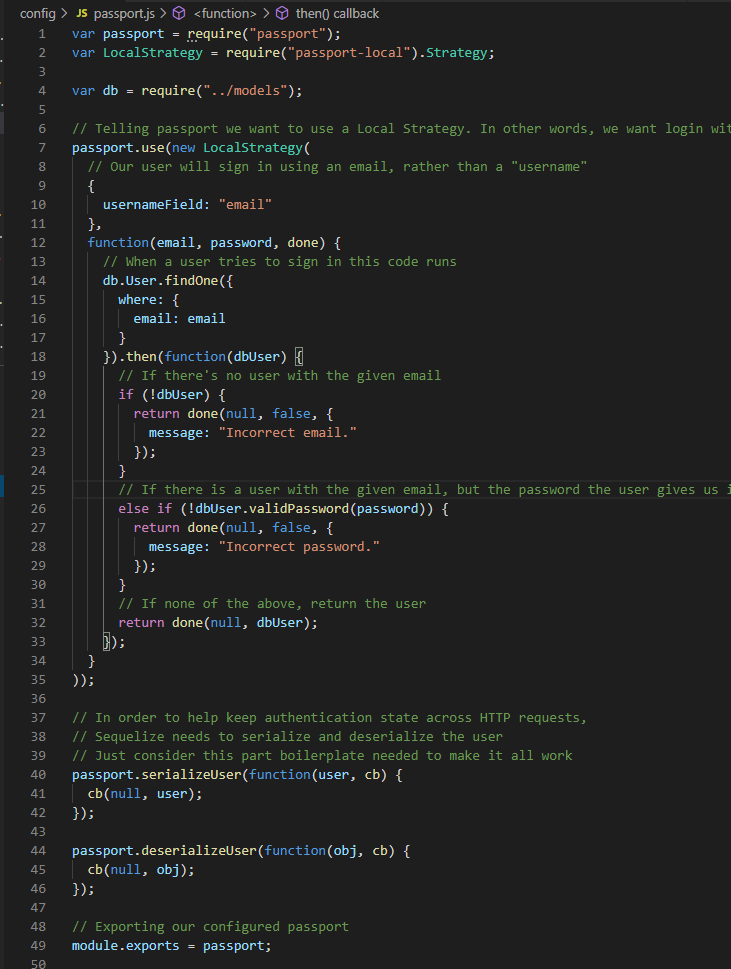 config > JS passport.js > <function> > then() callback
1 var passport = require("passport");
2 var LocalStrategy = require("passport-local").Strategy;
3
4 var db = require("../models");
5
6 // Telling passport we want to use a Local Strategy. In other words, we want login
7 passport.use(new LocalStrategy(
8   // Our user will sign in using an email, rather than a "username"
9   {
10     usernameField: "email"
11   },
12   function(email, password, done) {
13     // When a user tries to sign in this code runs
14     db.User.findOne({
15       where: {
16         email: email
17       }
18     }).then(function(dbUser) {
19       // If there's no user with the given email
20       if (!dbUser) {
21         return done(null, false, {
22           message: "Incorrect email."
23         });
24       }
25       // If there is a user with the given email, but the password the user gives us
26       else if (!dbUser.validPassword(password)) {
27         return done(null, false, {
28           message: "Incorrect password."
29         });
30       }
31       // If none of the above, return the user
32       return done(null, dbUser);
33     });
34   }
35 ));
36
37 // In order to help keep authentication state across HTTP requests,
38 // Sequelize needs to serialize and deserialize the user
39 // Just consider this part boilerplate needed to make it all work
40 passport.serializeUser(function(user, cb) {
41   cb(null, user);
42 });
43
44 passport.deserializeUser(function(obj, cb) {
45   cb(null, obj);
46 });
47
48 // Exporting our configured passport
49 module.exports = passport;
50